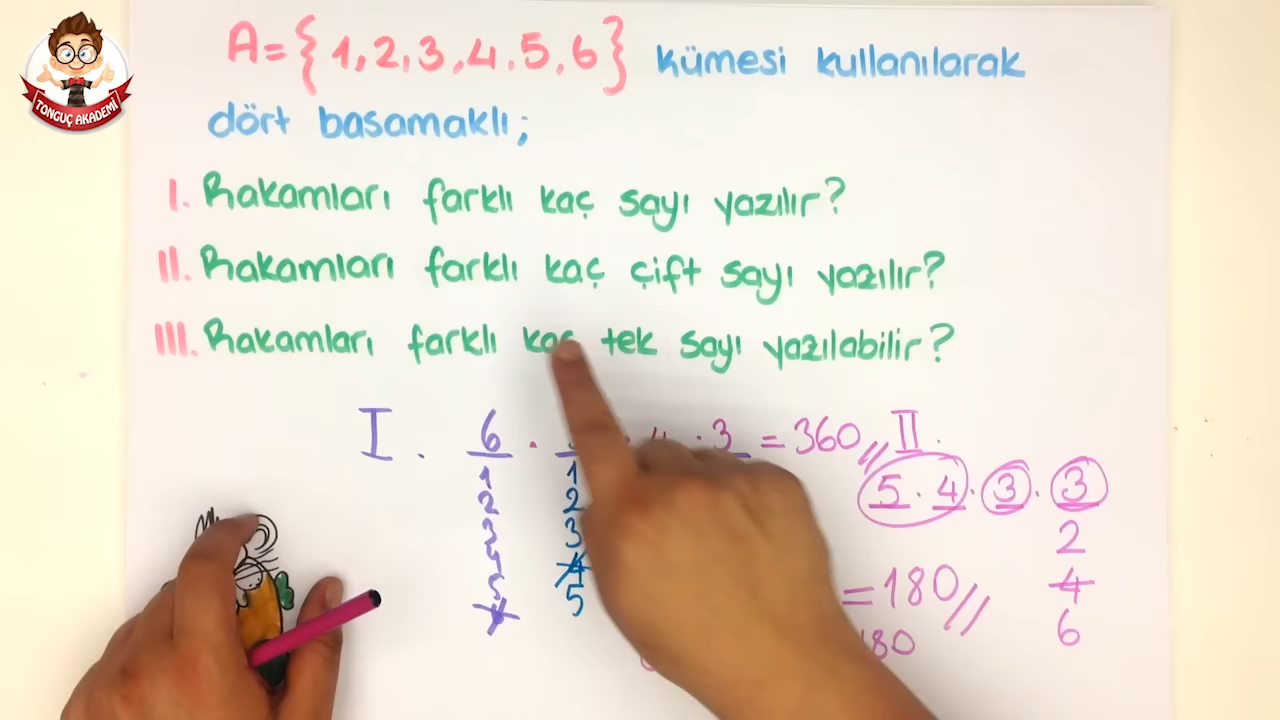 TONGUÇ AKADEMİ
A={1,2,3,4,5,6} kümesi kullanılarak
dört basamaklı;
I. Rakamları farklı kaç sayı yazılır?
II. Rakamları farklı kaç çift sayı yazılır?
III. Rakamları farklı kaç tek sayı yazılabilir?
I. 6 · · · 3 = 360// II.
5 · 4 · 3 · 3
1 1
2 2 2
3 3
4 4 4
5 5 = 180// 6
80